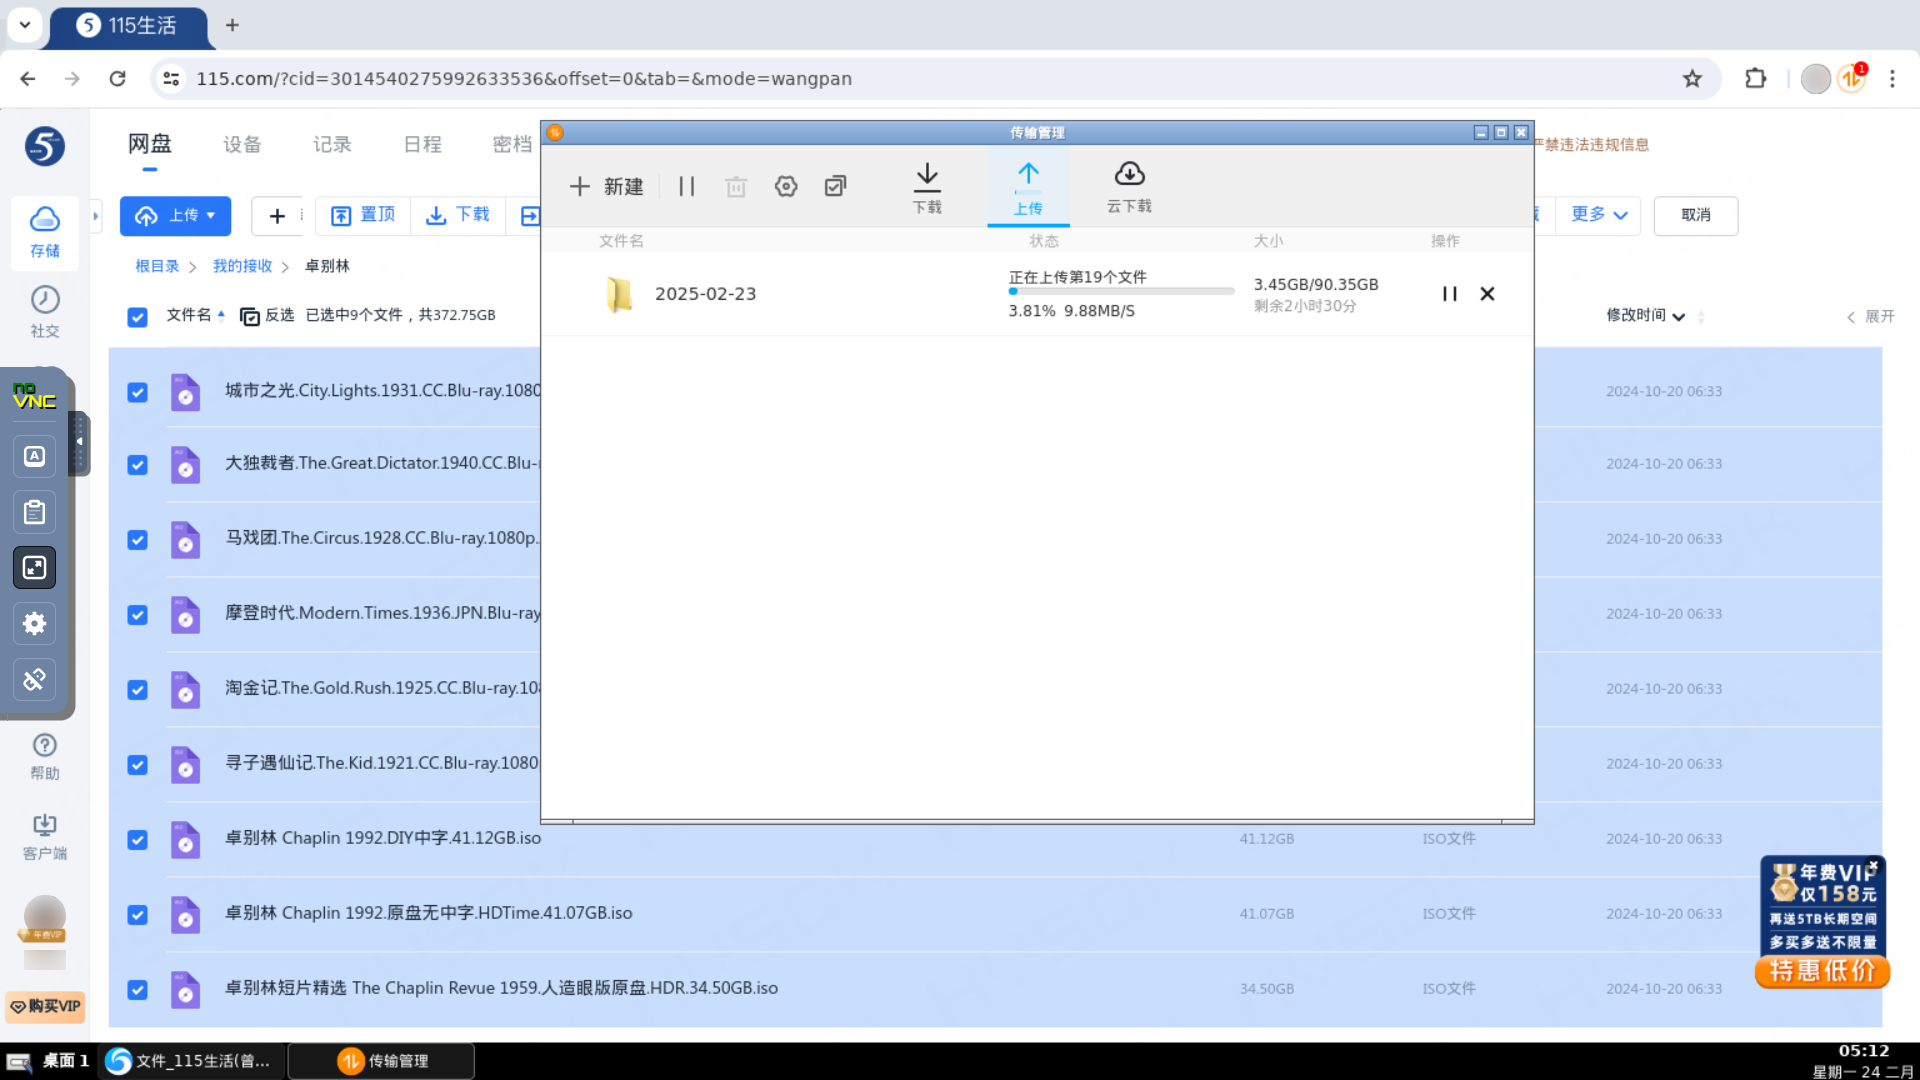 115生活
115.com/?cid=3014540275992633536&offset=0&tab=&mode=wangpan
1
网盘
设备
记录
日程
密档
传输管理
严禁违法违规信息
上传
置顶
下载
新建
下载
上传
云下载
更多
取消
存储
文件名
状态
大小
操作
根目录 > 我的接收 > 卓别林
2025-02-23
正在上传第19个文件
3.81% 9.88MB/S
3.45GB/90.35GB
剩余2小时30分
文件名
反选
已选中9个文件，共372.75GB
修改时间
展开
社交
城市之光.City.Lights.1931.CC.Blu-ray.1080
2024-10-20 06:33
no
VNC
A
大独裁者.The.Great.Dictator.1940.CC.Blu-
2024-10-20 06:33
马戏团.The.Circus.1928.CC.Blu-ray.1080p.
2024-10-20 06:33
摩登时代.Modern.Times.1936.JPN.Blu-ray
2024-10-20 06:33
淘金记.The.Gold.Rush.1925.CC.Blu-ray.10
2024-10-20 06:33
寻子遇仙记.The.Kid.1921.CC.Blu-ray.1080
2024-10-20 06:33
帮助
卓别林 Chaplin 1992.DIY中字.41.12GB.iso
41.12GB
ISO文件
2024-10-20 06:33
客户端
卓别林 Chaplin 1992.原盘无中字.HDTime.41.07GB.iso
41.07GB
ISO文件
2024-10-20 06:33
年费VIP
卓别林短片精选 The Chaplin Revue 1959.人造眼版原盘.HDR.34.50GB.iso
34.50GB
ISO文件
2024-10-20 06:33
年费VIP
仅158元
再送5TB长期空间
多买多送不限量
特惠低价
购买VIP
桌面 1
文件_115生活(曾...
传输管理
05:12
星期一 24 二月